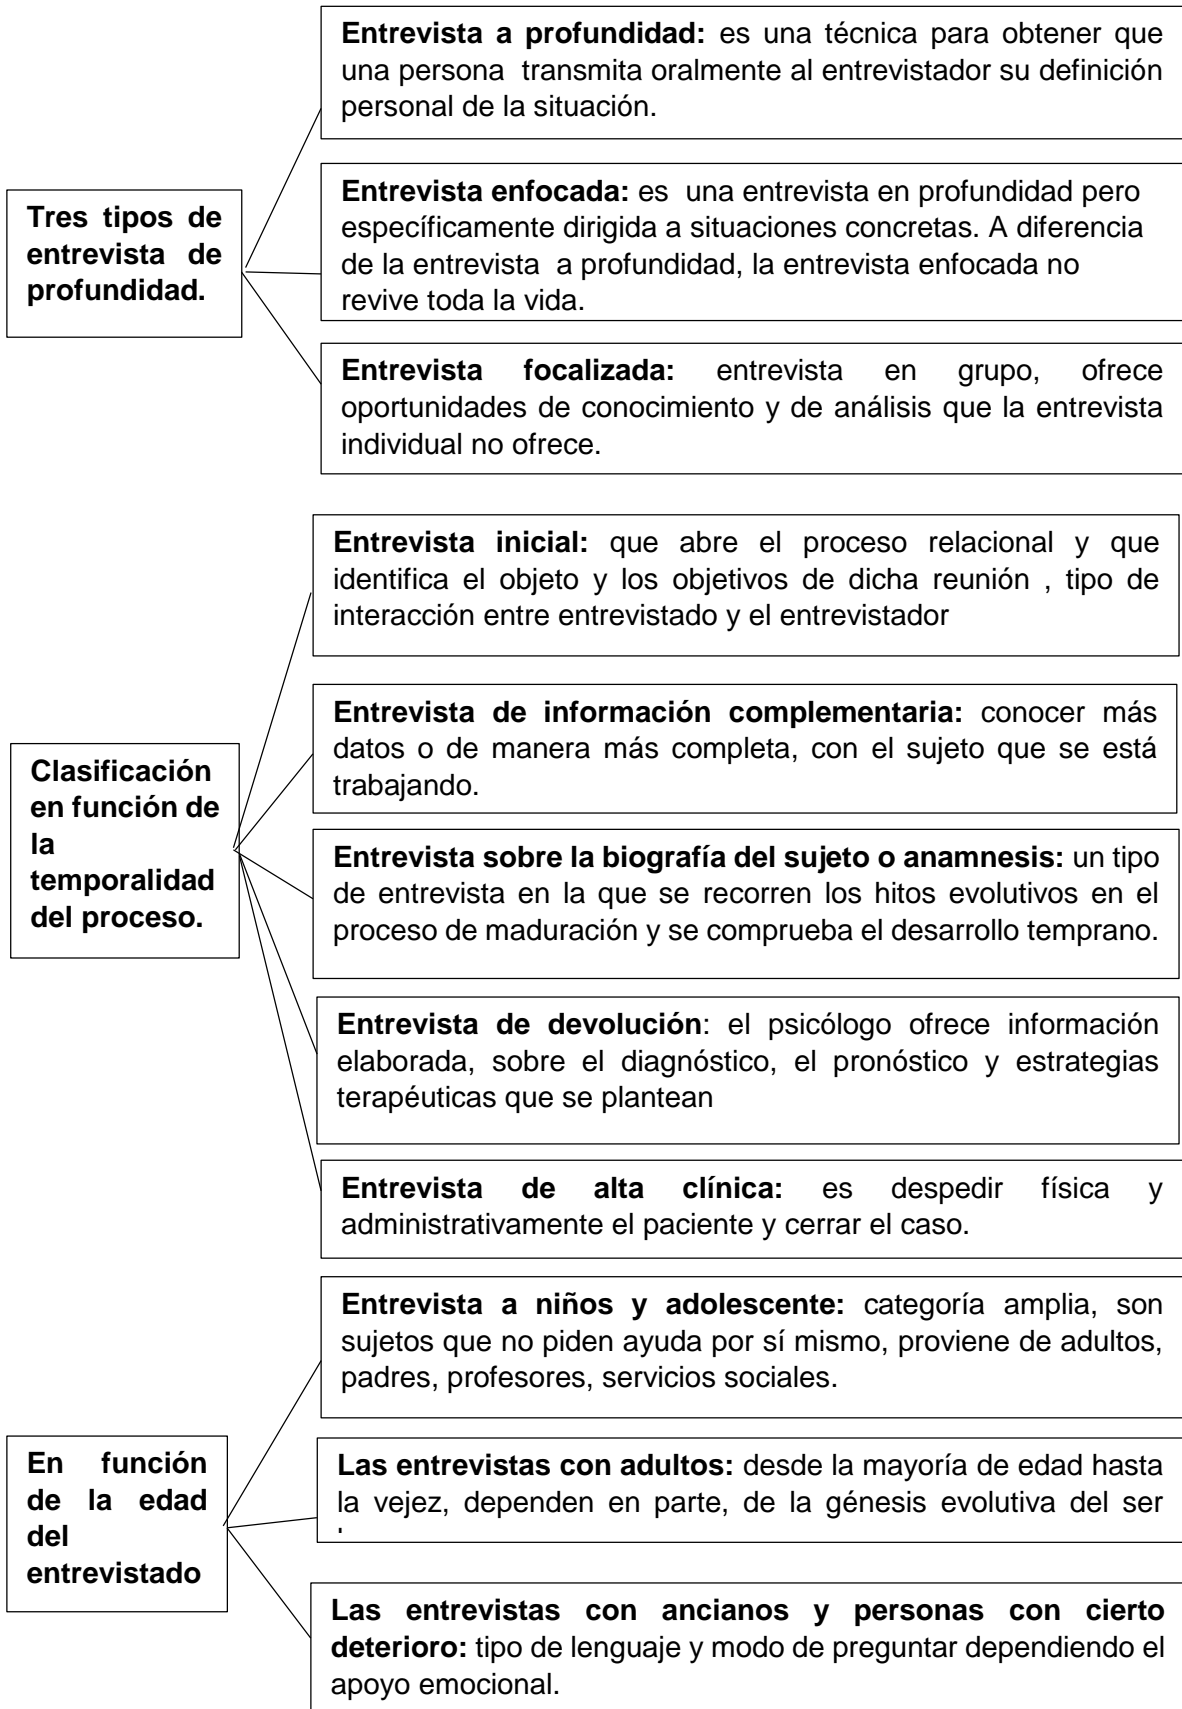 Tres tipos de
entrevista de
profundidad.
Entrevista a profundidad: es una técnica para obtener que
una persona transmita oralmente al entrevistador su definición
personal de la situación.
Entrevista enfocada: es una entrevista en profundidad pero
específicamente dirigida a situaciones concretas. A diferencia
de la entrevista a profundidad, la entrevista enfocada no
revive toda la vida.
Entrevista focalizada: entrevista en grupo, ofrece
oportunidades de conocimiento y de análisis que la entrevista
individual no ofrece.
Clasificación
en función de
la
temporalidad
del proceso.
Entrevista inicial: que abre el proceso relacional y que
identifica el objeto y los objetivos de dicha reunión , tipo de
interacción entre entrevistado y el entrevistador
Entrevista de información complementaria: conocer más
datos o de manera más completa, con el sujeto que se está
trabajando.
Entrevista sobre la biografía del sujeto o anamnesis: un tipo
de entrevista en la que se recorren los hitos evolutivos en el
proceso de maduración y se comprueba el desarrollo temprano.
Entrevista de devolución: el psicólogo ofrece información
elaborada, sobre el diagnóstico, el pronóstico y estrategias
terapéuticas que se plantean
Entrevista de alta clínica: es despedir física y
administrativamente el paciente y cerrar el caso.
En función
de la edad
del
entrevistado
Entrevista a niños y adolescente: categoría amplia, son
sujetos que no piden ayuda por sí mismo, proviene de adultos,
padres, profesores, servicios sociales.
Las entrevistas con adultos: desde la mayoría de edad hasta
la vejez, dependen en parte, de la génesis evolutiva del ser
Las entrevistas con ancianos y personas con cierto
deterioro: tipo de lenguaje y modo de preguntar dependiendo el
apoyo emocional.